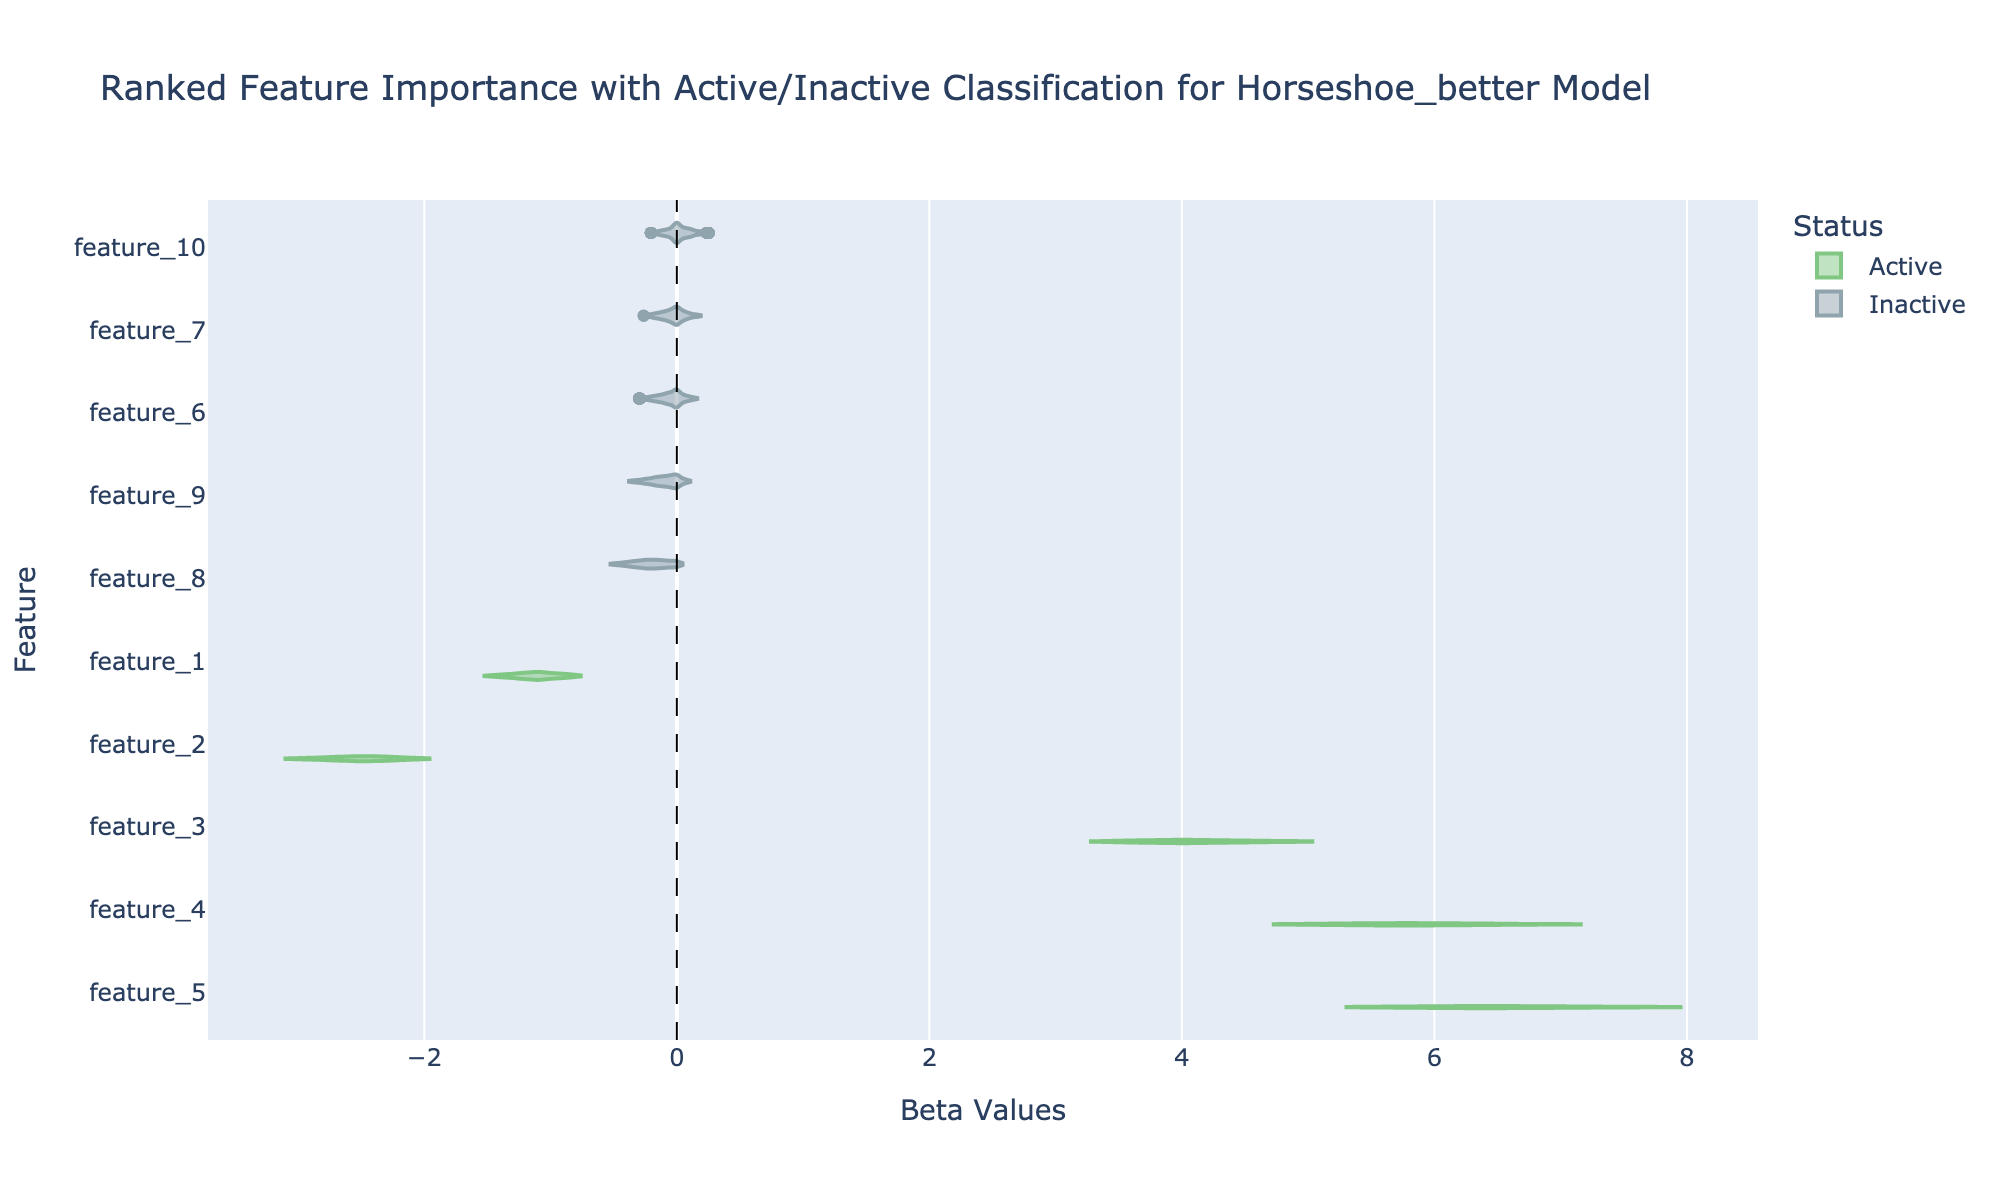 Ranked Feature Importance with Active/Inactive Classification for Horseshoe_better Model
Status
Active
Inactive
Feature
feature_10
feature_7
feature_6
feature_9
feature_8
feature_1
feature_2
feature_3
feature_4
feature_5
−2 0 2 4 6 8
Beta Values